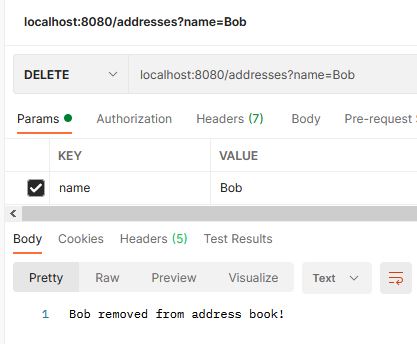 localhost:8080/addresses?name=Bob
DELETE localhost:8080/addresses?name=Bob
Params Authorization Headers (7) Body Pre-request
KEY VALUE
name Bob
Body Cookies Headers (5) Test Results
Pretty Raw Preview Visualize Text
1 Bob removed from address book!